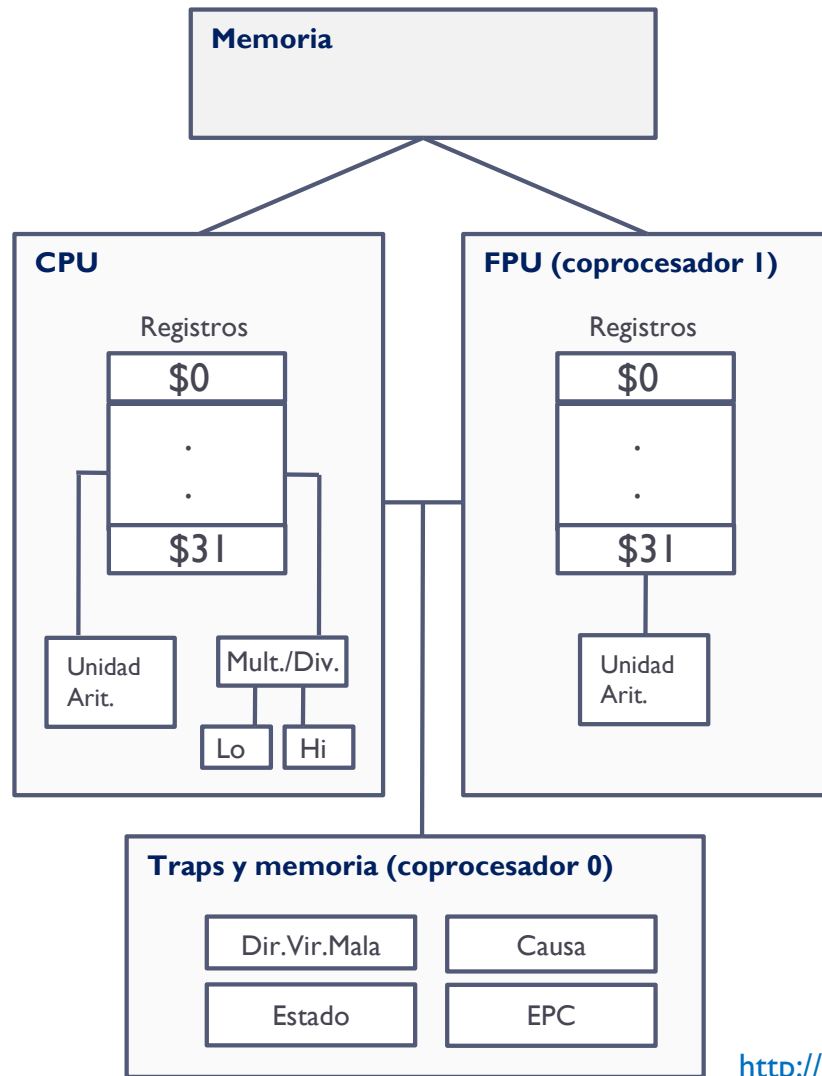 Memoria
CPU
Registros
$0
.
.
$31
Unidad
Arit.
Mult./Div.
Lo
Hi
FPU (coprocesador 1)
Registros
$0
.
.
$31
Unidad
Arit.
Traps y memoria (coprocesador 0)
Dir.Vir.Mala
Causa
Estado
EPC
http://